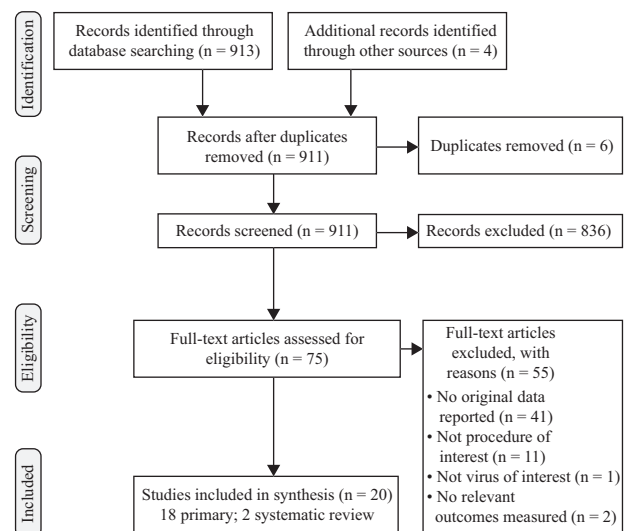 Identification
Records identified through
database searching (n = 913)
Additional records identified
through other sources (n = 4)
Records after duplicates
removed (n = 911)
Duplicates removed (n = 6)
Screening
Records screened (n = 911)
Records excluded (n = 836)
Eligibility
Full-text articles assessed for
eligibility (n = 75)
Full-text articles
excluded, with
reasons (n = 55)
• No original data
reported (n = 41)
• Not procedure of
interest (n = 11)
• Not virus of interest (n = 1)
• No relevant
outcomes measured (n = 2)
Included
Studies included in synthesis (n = 20)
18 primary; 2 systematic review